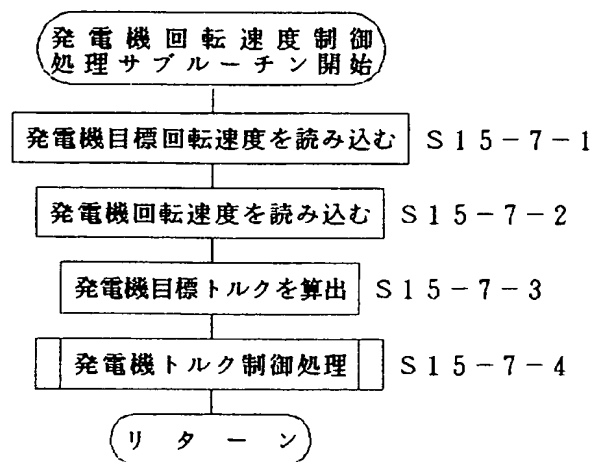 発電機回転速度制御
処理サブルーチン開始
発電機目標回転速度を読み込む S15-7-1
発電機回転速度を読み込む S15-7-2
発電機目標トルクを算出 S15-7-3
発電機トルク制御処理 S15-7-4
リターン